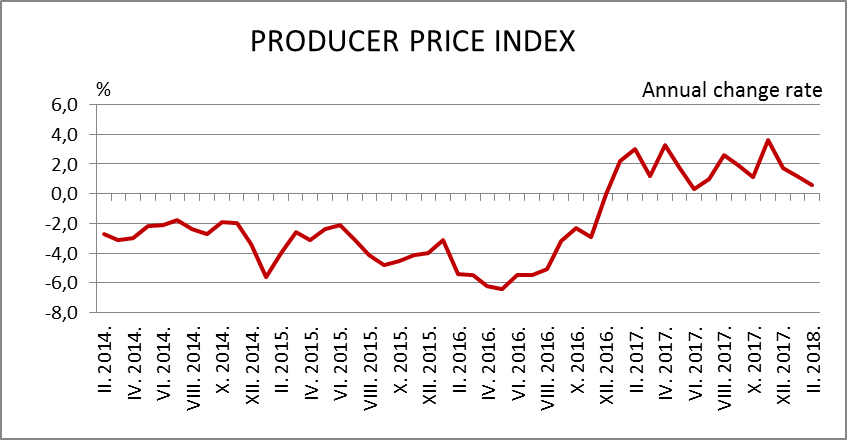 PRODUCER PRICE INDEX
%
Annual change rate
6,0
4,0
2,0
0,0
-2,0
-4,0
-6,0
-8,0
II. 2014.
IV. 2014.
VI. 2014.
VIII. 2014.
X. 2014.
XII. 2014.
II. 2015.
IV. 2015.
VI. 2015.
VIII. 2015.
X. 2015.
XII. 2015.
II. 2016.
IV. 2016.
VI. 2016.
VIII. 2016.
X. 2016.
XII. 2016.
II. 2017.
IV. 2017.
VI. 2017.
VIII. 2017.
X. 2017.
XII. 2017.
II. 2018.